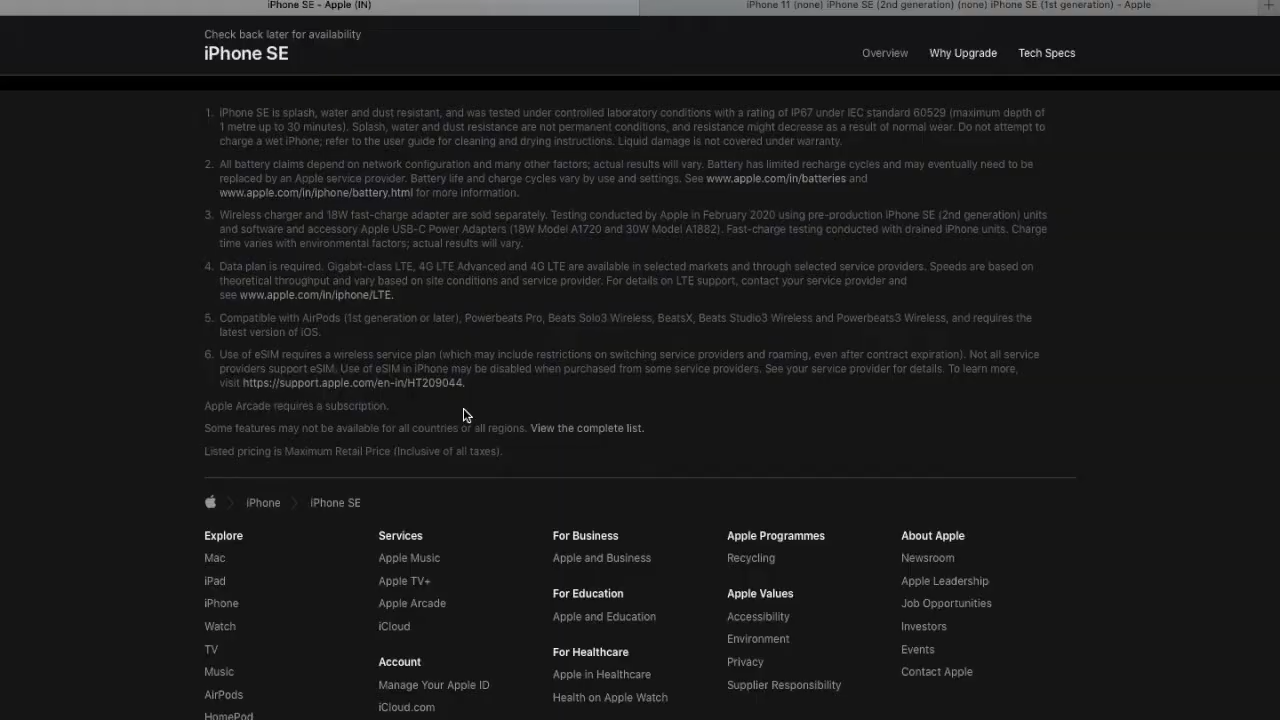 iPhone SE - Apple (IN)
iPhone 11 (none) iPhone SE (2nd generation) (none) iPhone SE (1st generation) - Apple
Check back later for availability
iPhone SE
Overview
Why Upgrade
Tech Specs
1. iPhone SE is splash, water and dust resistant, and was tested under controlled laboratory conditions with a rating of IP67 under IEC standard 60529 (maximum depth of
1 metre up to 30 minutes). Splash, water and dust resistance are not permanent conditions, and resistance might decrease as a result of normal wear. Do not attempt to
charge a wet iPhone; refer to the user guide for cleaning and drying instructions. Liquid damage is not covered under warranty.
2. All battery claims depend on network configuration and many other factors; actual results will vary. Battery has limited recharge cycles and may eventually need to be
replaced by an Apple service provider. Battery life and charge cycles vary by use and settings. See www.apple.com/in/batteries and
www.apple.com/in/iphone/battery.html for more information.
3. Wireless charger and 18W fast-charge adapter are sold separately. Testing conducted by Apple in February 2020 using pre-production iPhone SE (2nd generation) units
and software and accessory Apple USB-C Power Adapters (18W Model A1720 and 30W Model A1882). Fast-charge testing conducted with drained iPhone units. Charge
time varies with environmental factors; actual results will vary.
4. Data plan is required. Gigabit-class LTE, 4G LTE Advanced and 4G LTE are available in selected markets and through selected service providers. Speeds are based on
theoretical throughput and vary based on site conditions and service provider. For details on LTE support, contact your service provider and
see www.apple.com/in/iphone/LTE.
5. Compatible with AirPods (1st generation or later), Powerbeats Pro, Beats Solo3 Wireless, BeatsX, Beats Studio3 Wireless and Powerbeats3 Wireless, and requires the
latest version of iOS.
6. Use of eSIM requires a wireless service plan (which may include restrictions on switching service providers and roaming, even after contract expiration). Not all service
providers support eSIM. Use of eSIM in iPhone may be disabled when purchased from some service providers. See your service provider for details. To learn more,
visit https://support.apple.com/en-in/HT209044.
Apple Arcade requires a subscription.
Some features may not be available for all countries or all regions. View the complete list.
Listed pricing is Maximum Retail Price (Inclusive of all taxes).
iPhone
iPhone SE
Explore
Mac
iPad
iPhone
Watch
TV
Music
AirPods
HomePod
Services
Apple Music
Apple TV+
Apple Arcade
iCloud
Account
Manage Your Apple ID
iCloud.com
For Business
Apple and Business
For Education
Apple and Education
For Healthcare
Apple in Healthcare
Health on Apple Watch
Apple Programmes
Recycling
Apple Values
Accessibility
Environment
Privacy
Supplier Responsibility
About Apple
Newsroom
Apple Leadership
Job Opportunities
Investors
Events
Contact Apple